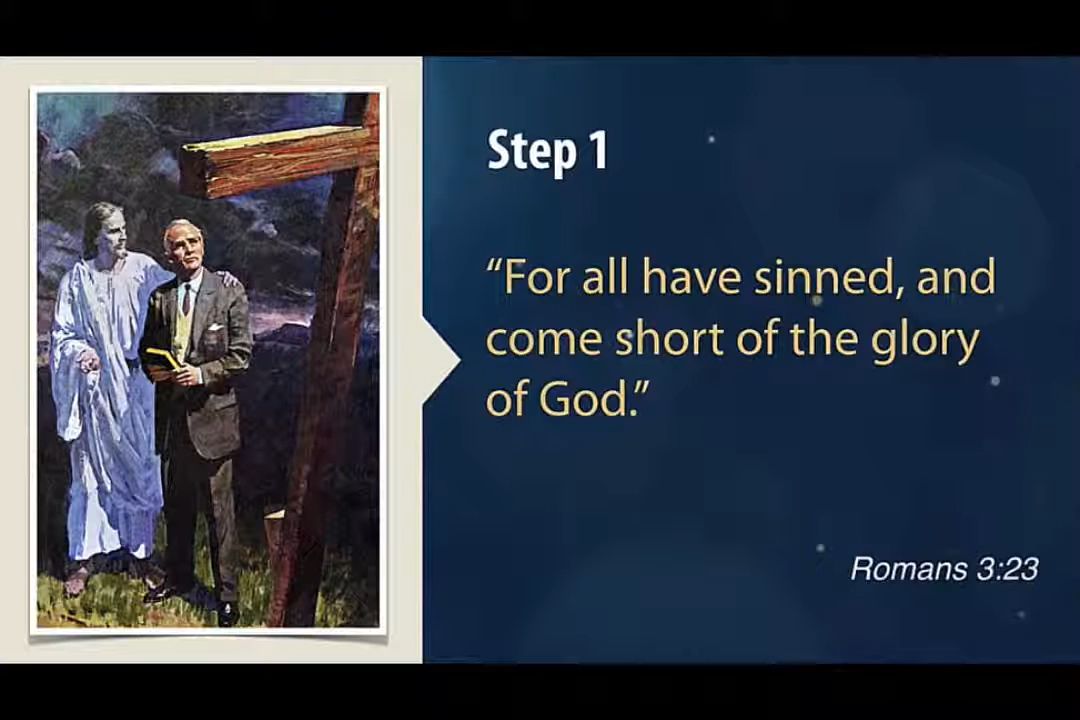 Step 1
“For all have sinned, and
come short of the glory
of God.”
Romans 3:23